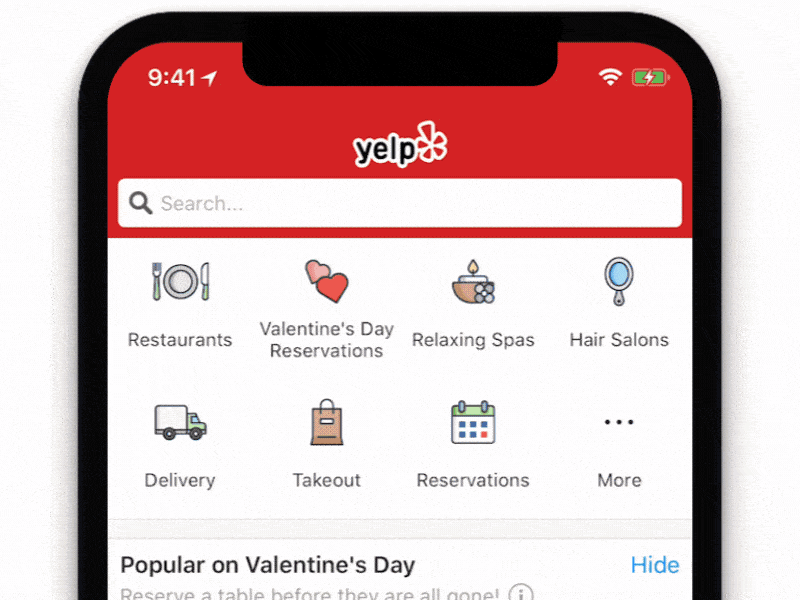 9:41
yelp
Search...
Restaurants
Valentine's Day
Reservations
Relaxing Spas
Hair Salons
Delivery
Takeout
Reservations
More
Popular on Valentine's Day
Hide
Reserve a table before they are all gone!